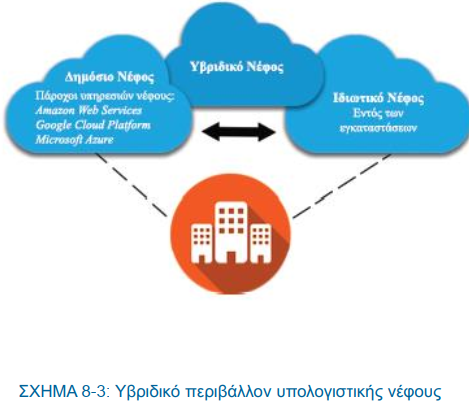 Υβριδικό Νέφος
Δημόσιο Νέφος
Πάροχοι υπηρεσιών νέφους:
Amazon Web Services
Google Cloud Platform
Microsoft Azure
Ιδιωτικό Νέφος
Εντός των
εγκαταστάσεων
ΣΧΗΜΑ 8-3: Υβριδικό περιβάλλον υπολογιστικής νέφους